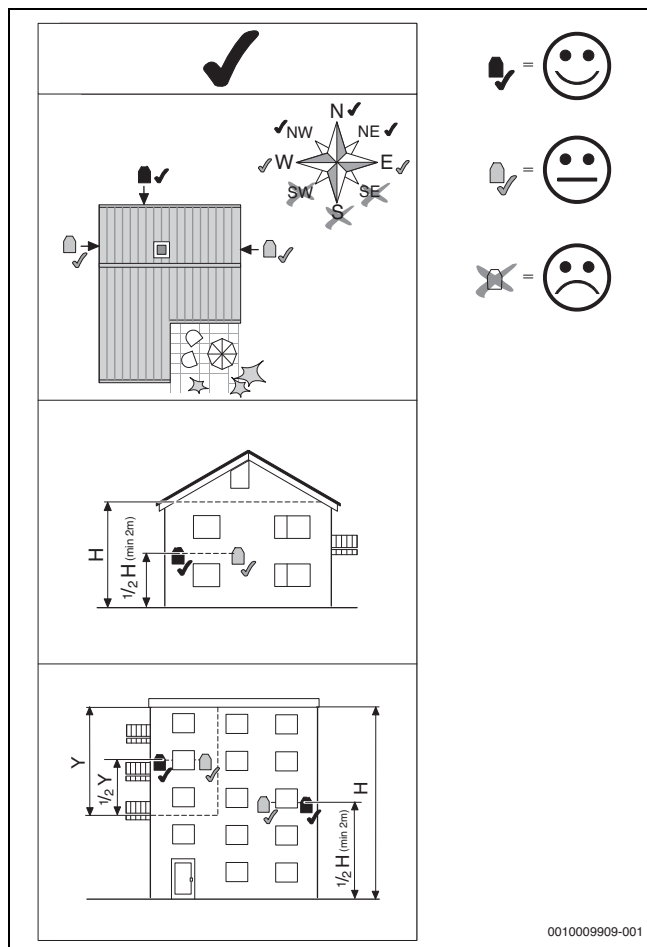 N
NW NE
W E
SW SE
S
=
=
=
H
1/2 H (min 2m)
Y
1/2 Y
H
1/2 H (min 2m)
0010009909-001